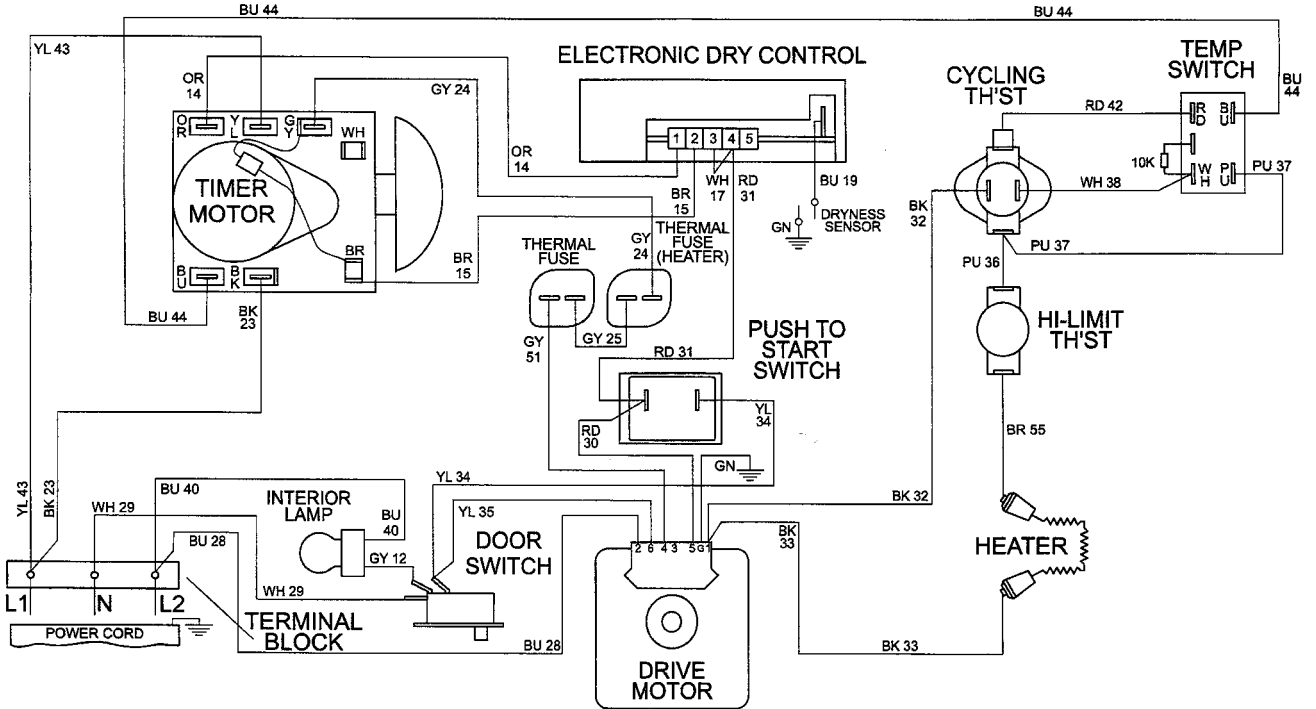 BU 44
BU 44
YL 43
ELECTRONIC DRY CONTROL
TEMP
SWITCH
CYCLING
TH'ST
OR
14
GY 24
RD 42
BU
44
OR
YL
GY
WH
1 2 3 4 5
RD
BU
10K
WH
PU
PU 37
TIMER
MOTOR
OR
14
BR
15
WH
17
RD
31
BU 19
WH 38
BK
32
GN
DRYNESS
SENSOR
THERMAL
FUSE
GY
24
THERMAL
FUSE
(HEATER)
PU 37
PU 36
BR
BR
15
BU
BK
BU 44
BK
23
GY
51
GY 25
RD 31
PUSH TO
START
SWITCH
HI-LIMIT
TH'ST
RD
30
YL
34
BR 55
GN
YL 43
BK 23
BU 40
WH 29
INTERIOR
LAMP
BU
40
YL 34
YL 35
BK 32
BU 28
GY 12
DOOR
SWITCH
2 6 4 3 5 G 1
BK
33
HEATER
WH 29
L1 N L2
POWER CORD
TERMINAL
BLOCK
BU 28
DRIVE
MOTOR
BK 33